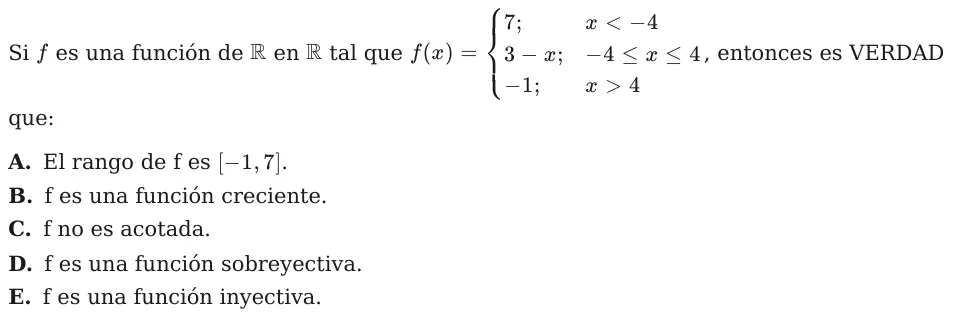 Si f es una función de ℝ en ℝ tal que f(x) = { 7; x < −4
3 − x; −4 ≤ x ≤ 4 , entonces es VERDAD
−1; x > 4
que:
A. El rango de f es [−1, 7].
B. f es una función creciente.
C. f no es acotada.
D. f es una función sobreyectiva.
E. f es una función inyectiva.